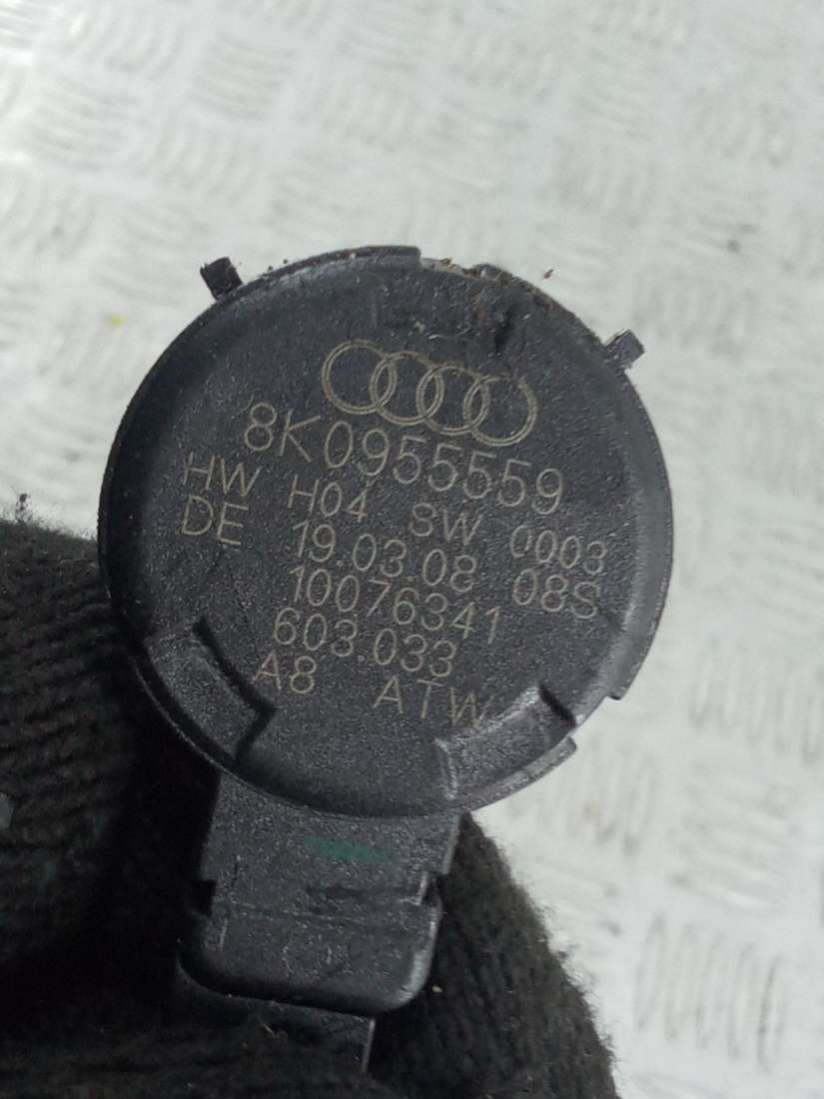 8K0955559
HW H04 SW 0003
DE 19.03.08 08S
10076341
603.033
A8 ATW